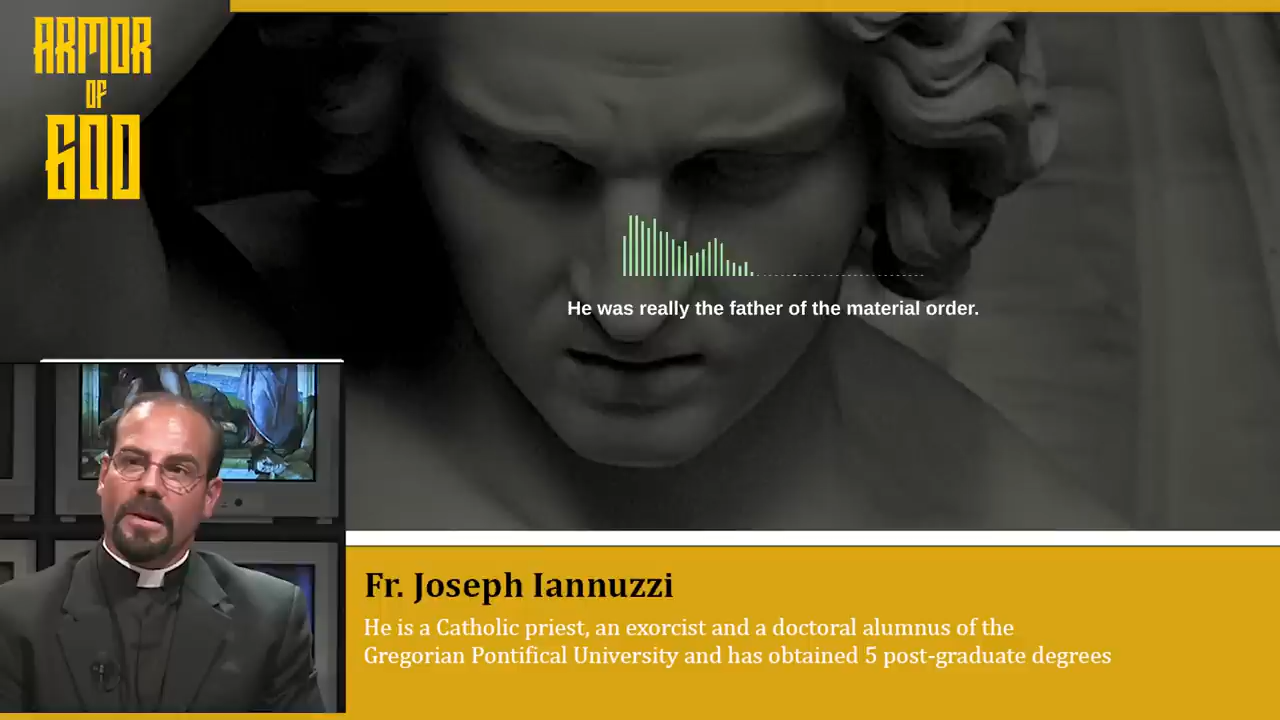 ARMOR
OF
GOD
He was really the father of the material order.
Fr. Joseph Iannuzzi
He is a Catholic priest, an exorcist and a doctoral alumnus of the
Gregorian Pontifical University and has obtained 5 post-graduate degrees